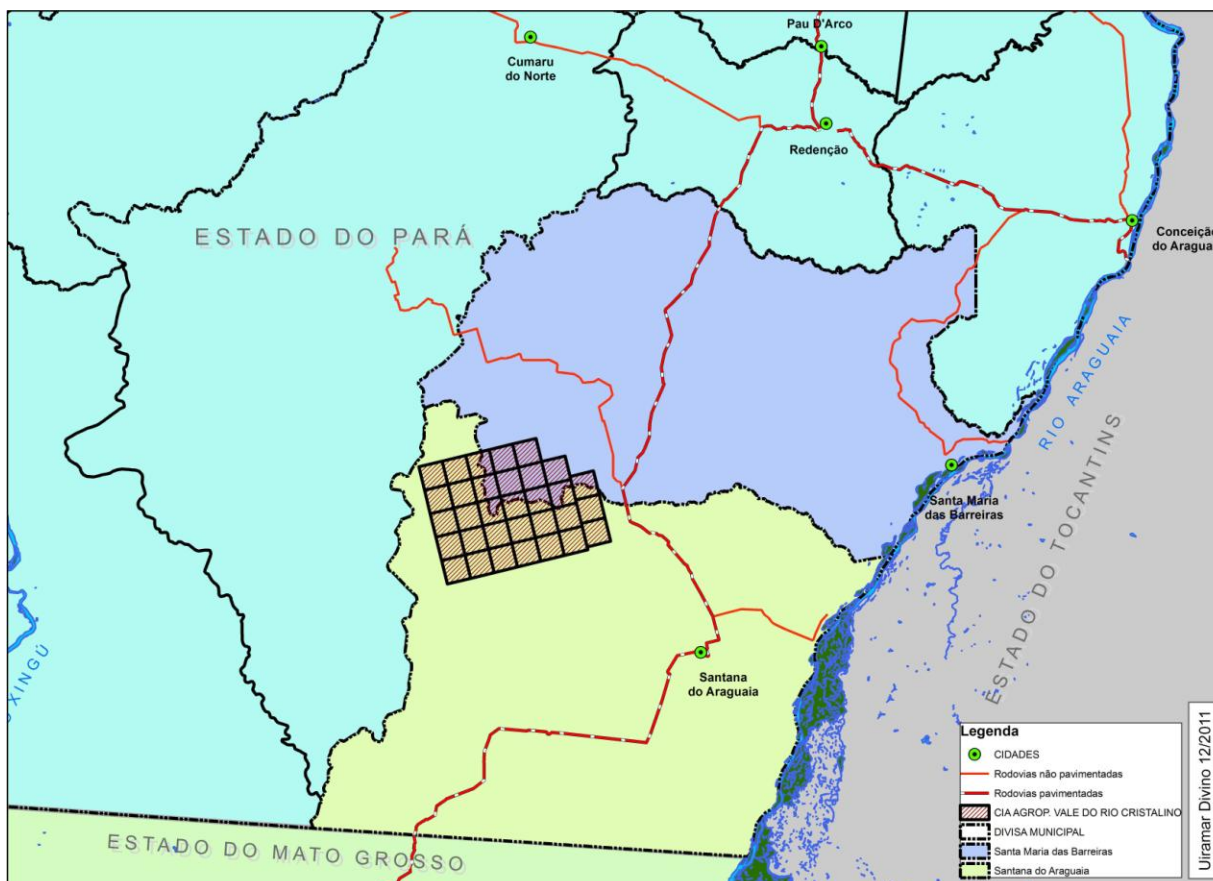 Pau D'Arco
Cumaru
do Norte
Redenção
ESTADO DO PARÁ
Conceição
do Aragua
RIO ARAGUAIA
Santa Maria
das Barreiras
ESTADO DO TOCANTINS
Santana
do Araguaia
XINGÚ
ESTADO DO MATO GROSSO
Legenda
CIDADES
Rodovias não pavimentadas
Rodovias pavimentadas
CIA AGROP. VALE DO RIO CRISTALINO
DIVISA MUNICIPAL
Santa Maria das Barreiras
Santana do Araguaia
Uiramar Divino 12/2011